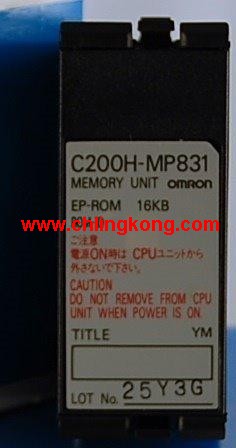 C200H-MP831
MEMORY UNIT OMRON
EP-ROM 16KB
www.chlingkong.com
ご注意
電源ON時は CPUユニットから
外さないで下さい。
CAUTION
DO NOT REMOVE FROM CPU
UNIT WHEN POWER IS ON.
TITLE YM
LOT No. 25Y3G